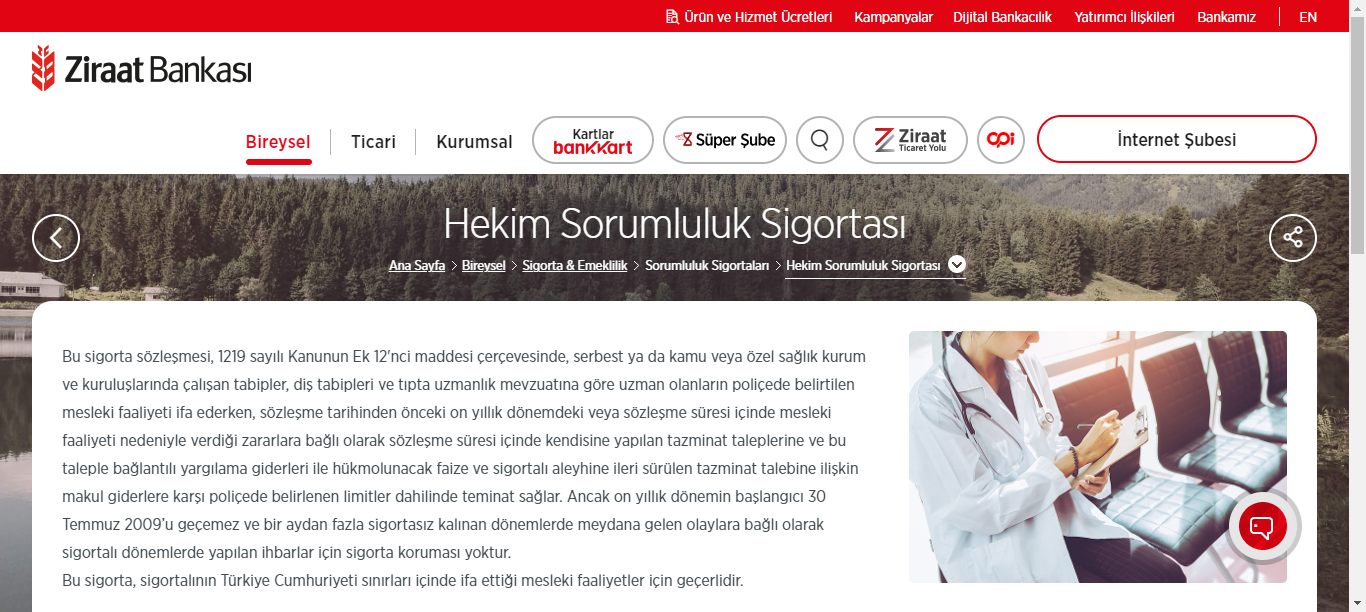 Ürün ve Hizmet Ücretleri Kampanyalar Dijital Bankacılık Yatırımcı İlişkileri Bankamız EN
Ziraat Bankası
Bireysel Ticari Kurumsal Kartlar bankkart Süper Şube Ziraat Ticaret Yolu opi İnternet Şubesi
Hekim Sorumluluk Sigortası
Ana Sayfa > Bireysel > Sigorta & Emeklilik > Sorumluluk Sigortaları > Hekim Sorumluluk Sigortası
Bu sigorta sözleşmesi, 1219 sayılı Kanunun Ek 12'nci maddesi çerçevesinde, serbest ya da kamu veya özel sağlık kurum
ve kuruluşlarında çalışan tabipler, diş tabipleri ve tıpta uzmanlık mevzuatına göre uzman olanların poliçede belirtilen
mesleki faaliyeti ifa ederken, sözleşme tarihinden önceki on yıllık dönemdeki veya sözleşme süresi içinde mesleki
faaliyeti nedeniyle verdiği zararlara bağlı olarak sözleşme süresi içinde kendisine yapılan tazminat taleplerine ve bu
taleple bağlantılı yargılama giderleri ile hükmolunacak faize ve sigortalı aleyhine ileri sürülen tazminat talebine ilişkin
makul giderlere karşı poliçede belirlenen limitler dahilinde teminat sağlar. Ancak on yıllık dönemin başlangıcı 30
Temmuz 2009’u geçemez ve bir aydan fazla sigortasız kalınan dönemlerde meydana gelen olaylara bağlı olarak
sigortalı dönemlerde yapılan ihbarlar için sigorta koruması yoktur.
Bu sigorta, sigortalının Türkiye Cumhuriyeti sınırları içinde ifa ettiği mesleki faaliyetler için geçerlidir.